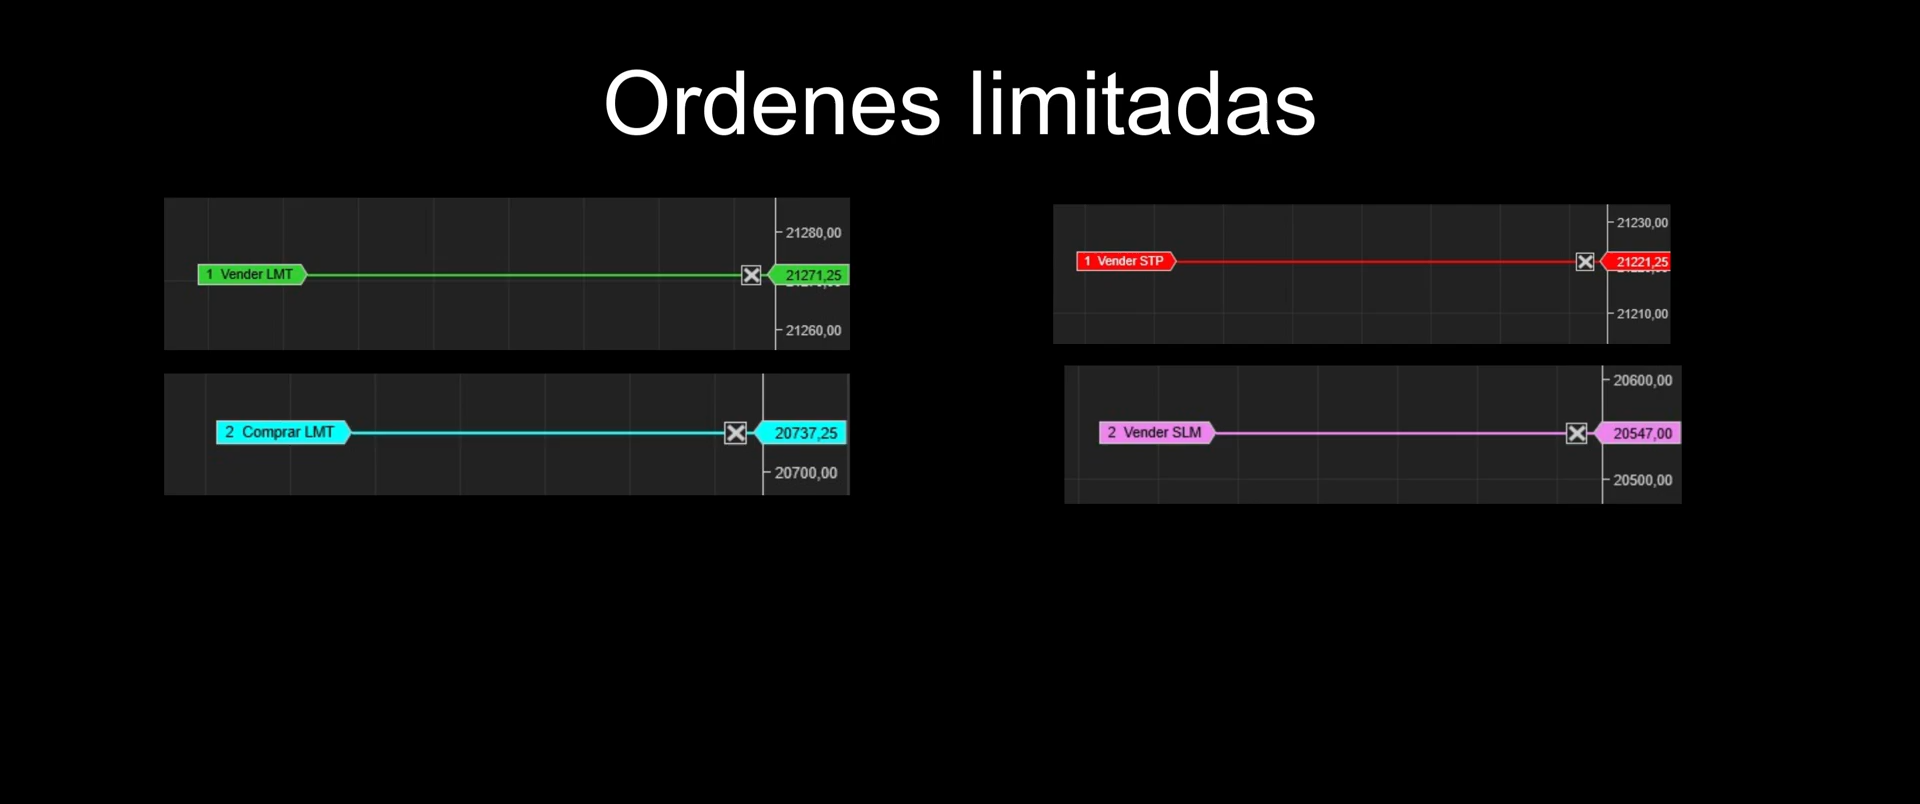 Ordenes limitadas
21280,00
1 Vender LMT
21271,25
21260,00
2 Comprar LMT
20737,25
20700,00
21230,00
1 Vender STP
21221,25
21210,00
20600,00
2 Vender SLM
20547,00
20500,00